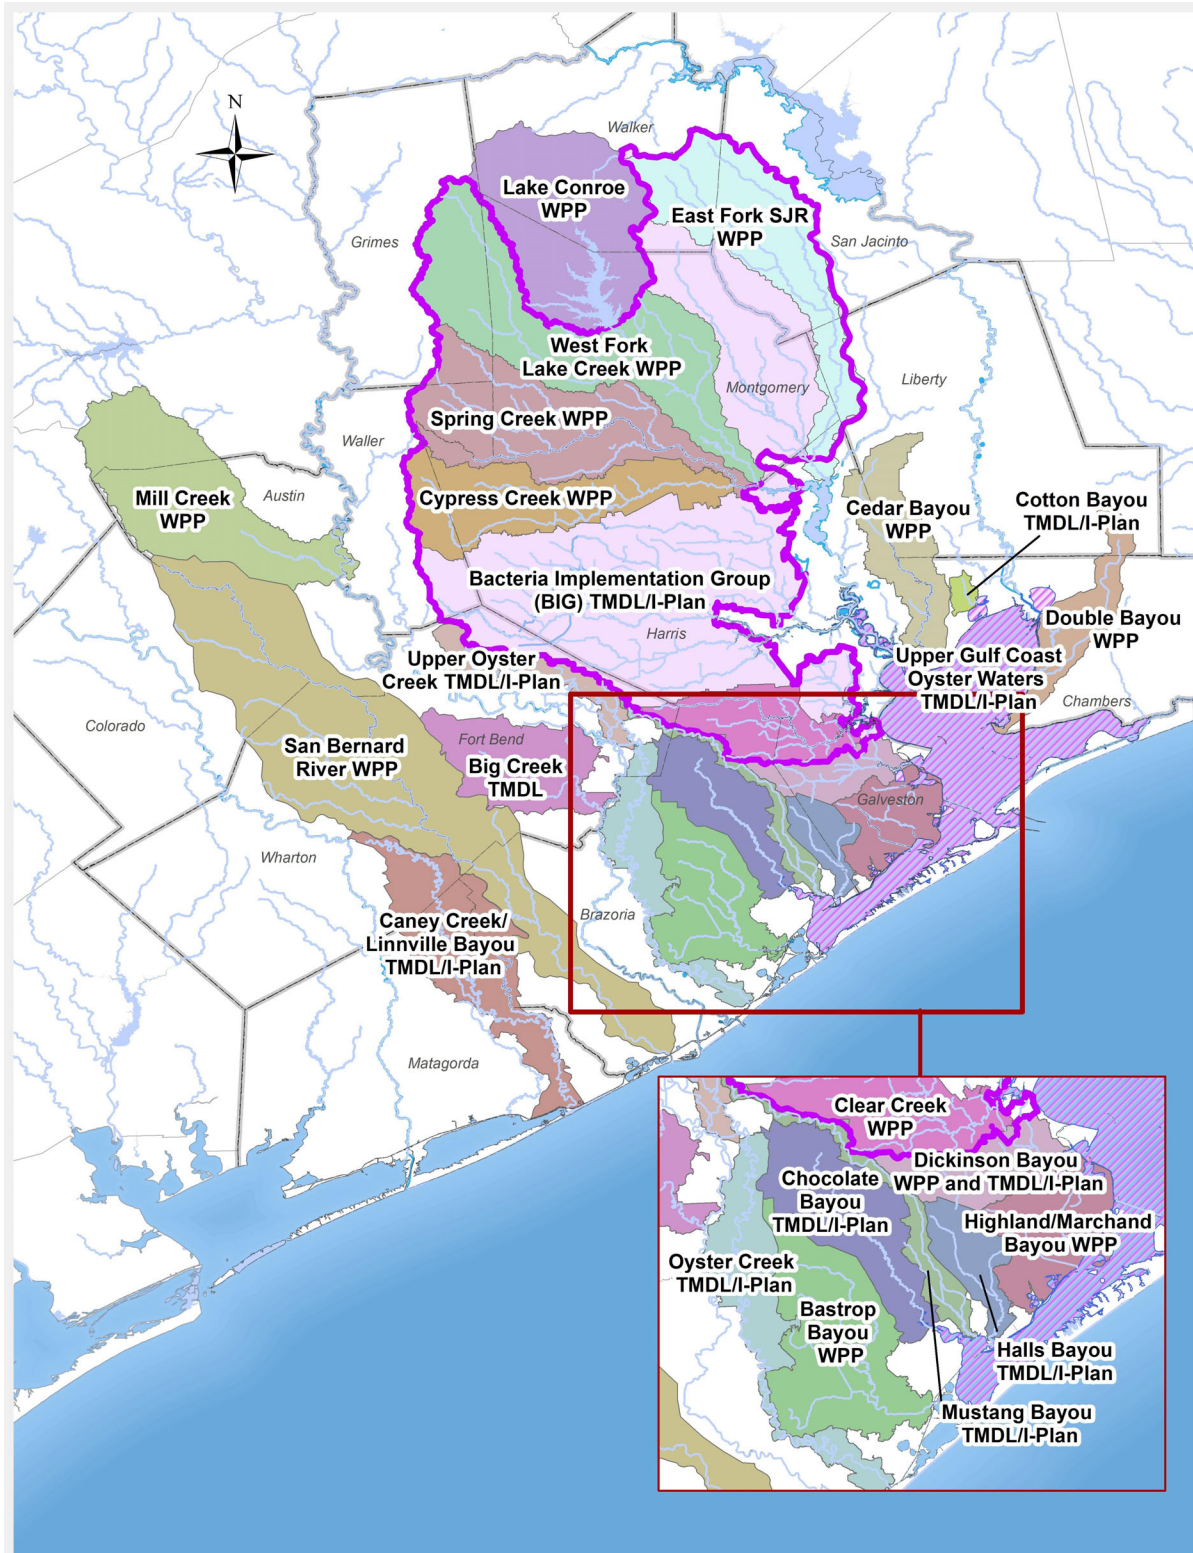 N
Walker
Lake Conroe
WPP
East Fork SJR
WPP
Grimes
San Jacinto
West Fork
Lake Creek WPP
Montgomery
Liberty
Spring Creek WPP
Waller
Mill Creek
WPP
Austin
Cypress Creek WPP
Cedar Bayou
WPP
Cotton Bayou
TMDL/I-Plan
Bacteria Implementation Group
(BIG) TMDL/I-Plan
Harris
Double Bayou
WPP
Upper Oyster
Creek TMDL/I-Plan
Upper Gulf Coast
Oyster Waters
TMDL/I-Plan
Chambers
Colorado
San Bernard
River WPP
Fort Bend
Big Creek
TMDL
Galveston
Wharton
Brazoria
Caney Creek/
Linnville Bayou
TMDL/I-Plan
Matagorda
Clear Creek
WPP
Dickinson Bayou
WPP and TMDL/I-Plan
Chocolate
Bayou
TMDL/I-Plan
Highland/Marchand
Bayou WPP
Oyster Creek
TMDL/I-Plan
Bastrop
Bayou
WPP
Halls Bayou
TMDL/I-Plan
Mustang Bayou
TMDL/I-Plan